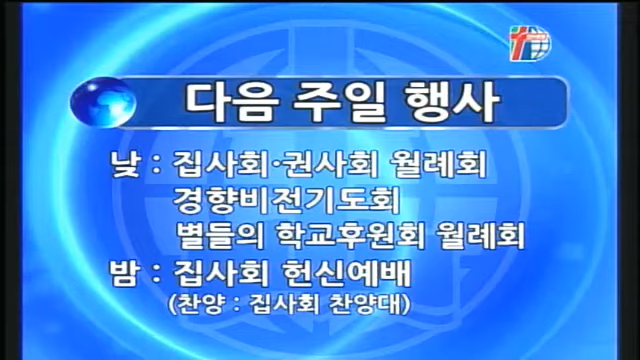 다음 주일 행사
낮 : 집사회·권사회 월례회
경향비전기도회
별들의 학교후원회 월례회
밤 : 집사회 헌신예배
(찬양 : 집사회 찬양대)